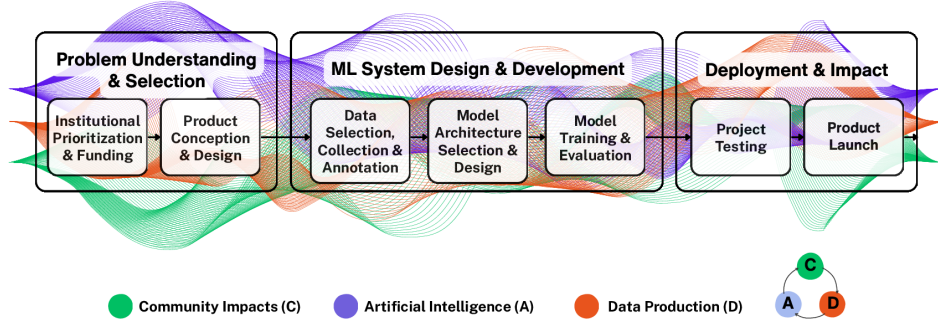 Problem Understanding
& Selection
ML System Design & Development
Deployment & Impact
Institutional
Prioritization
& Funding
Product
Conception
& Design
Data
Selection,
Collection &
Annotation
Model
Architecture
Selection &
Design
Model
Training &
Evaluation
Project
Testing
Product
Launch
Community Impacts (C)
Artificial Intelligence (A)
Data Production (D)
C
A
D